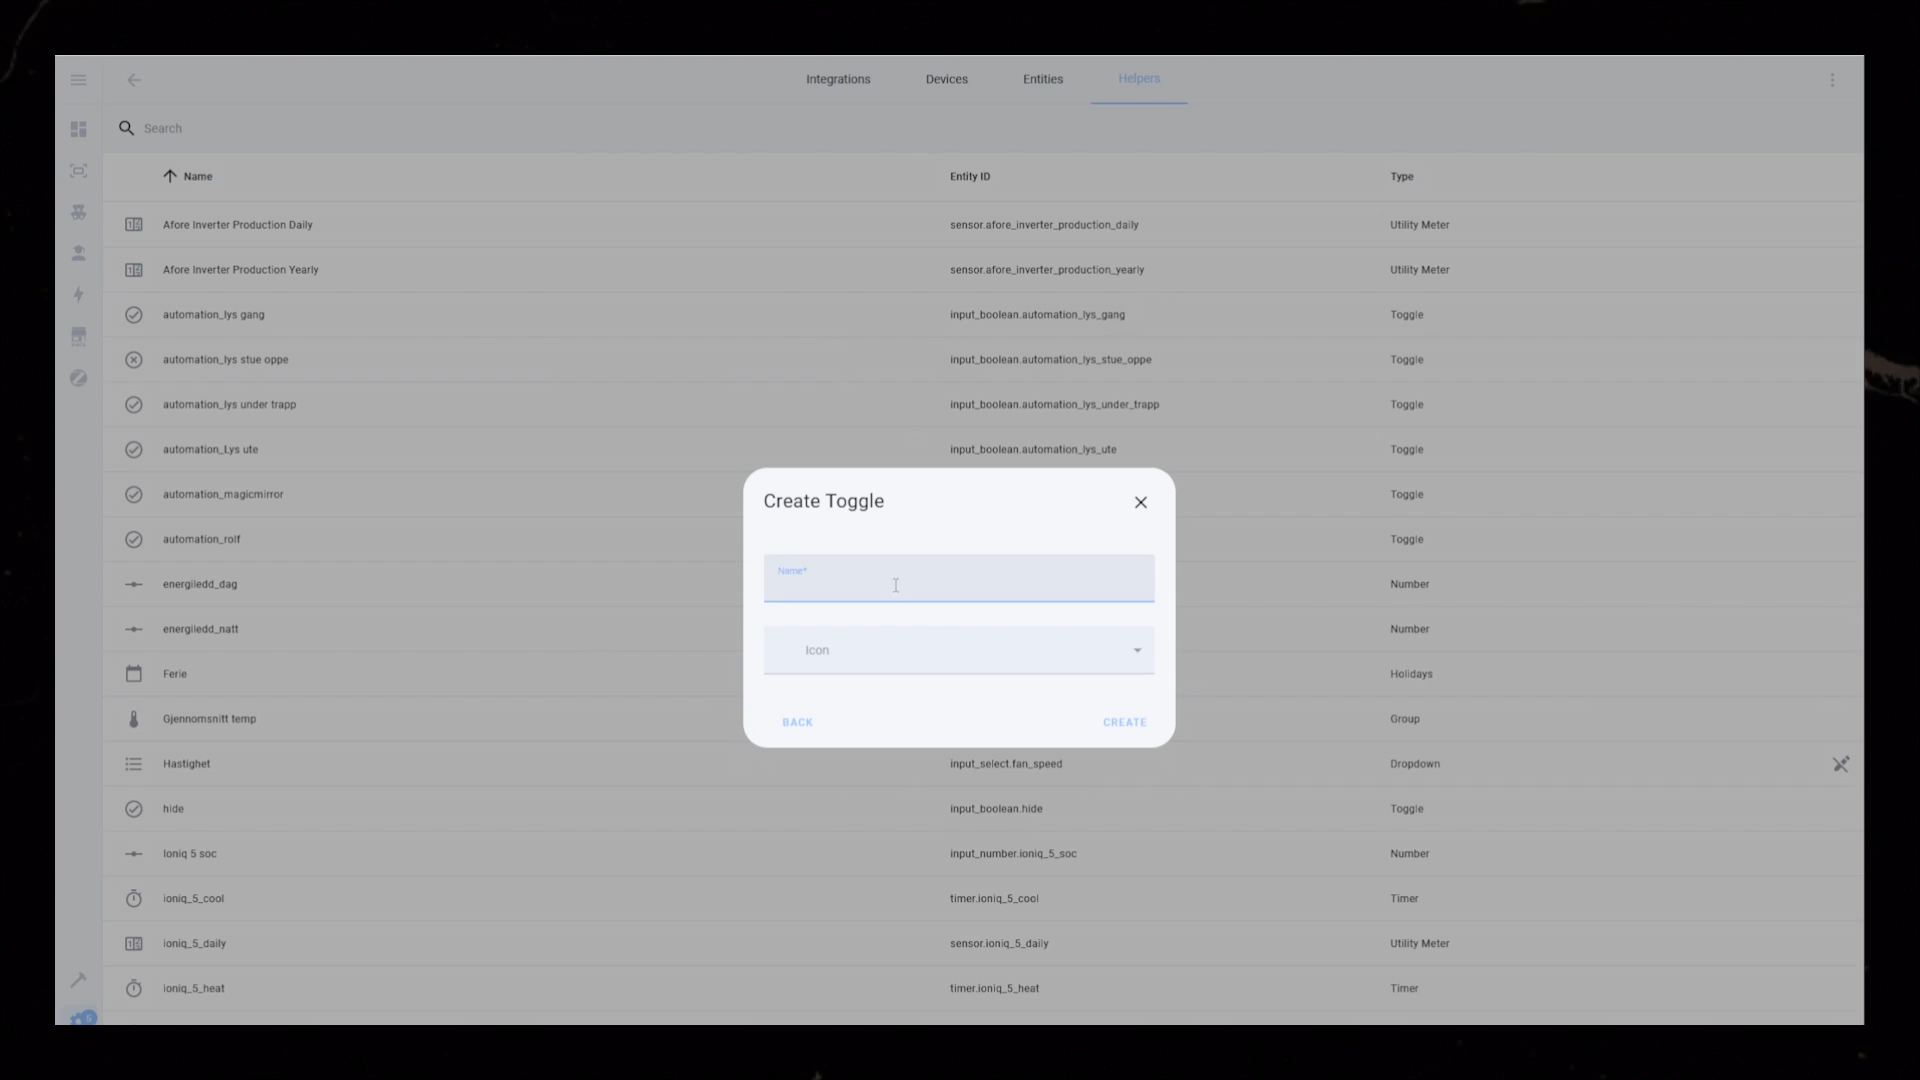 Integrations Devices Entities Helpers
Search
Name Entity ID Type
Afore Inverter Production Daily sensor.afore_inverter_production_daily Utility Meter
Afore Inverter Production Yearly sensor.afore_inverter_production_yearly Utility Meter
automation_lys gang input_boolean.automation_lys_gang Toggle
automation_lys stue oppe input_boolean.automation_lys_stue_oppe Toggle
automation_lys under trapp input_boolean.automation_lys_under_trapp Toggle
automation_Lys ute input_boolean.automation_lys_ute Toggle
automation_magicmirror Toggle
automation_rolf Toggle
energiledd_dag Number
energiledd_natt Number
Ferie Holidays
Gjennomsnitt temp Group
Hastighet input_select.fan_speed Dropdown
hide input_boolean.hide Toggle
Ioniq 5 soc input_number.ioniq_5_soc Number
ioniq_5_cool timer.ioniq_5_cool Timer
ioniq_5_daily sensor.ioniq_5_daily Utility Meter
ioniq_5_heat timer.ioniq_5_heat Timer
5
Create Toggle
Name*
Icon
BACK CREATE